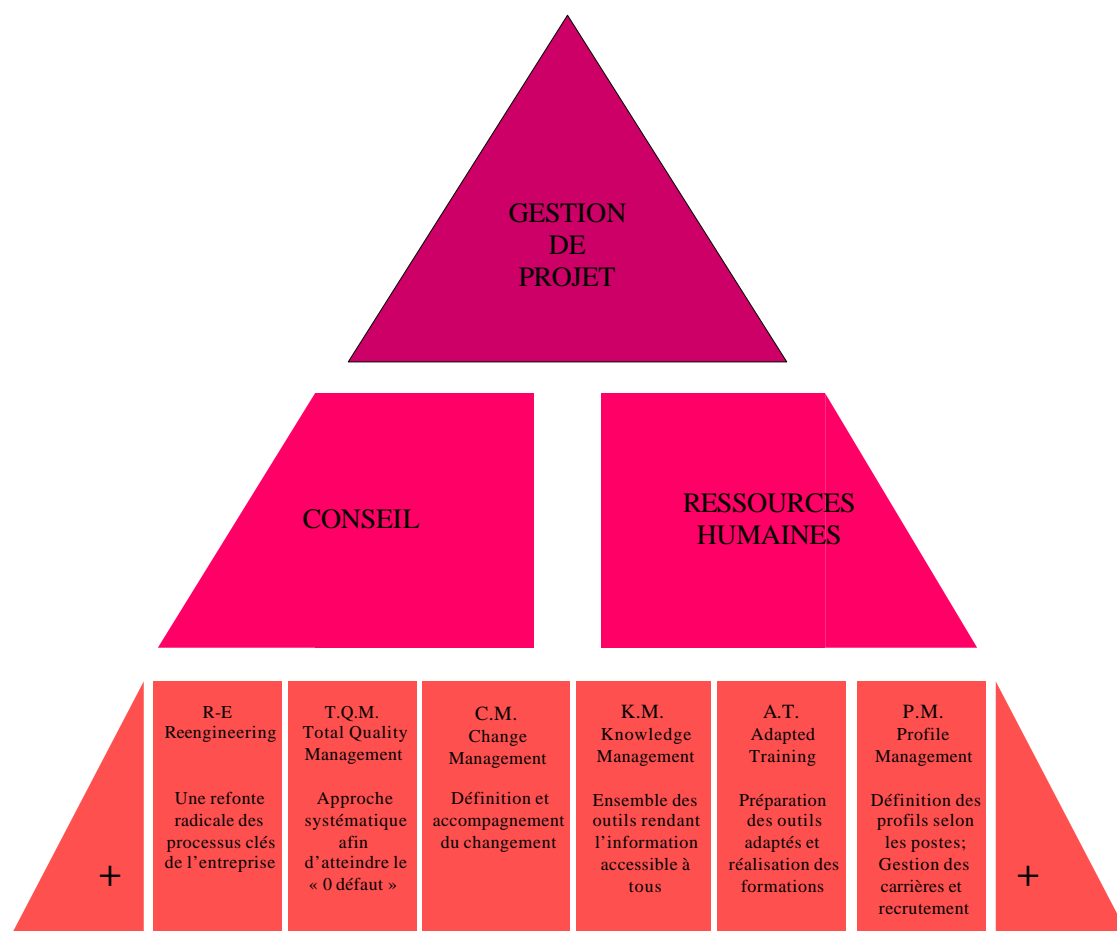 GESTION
DE
PROJET
CONSEIL
RESSOURCES
HUMAINES
R-E
Reengineering
Une refonte
radicale des
processus clés
de l’entreprise
T.Q.M.
Total Quality
Management
Approche
systématique
afin
d’atteindre le
« 0 défaut »
C.M.
Change
Management
Définition et
accompagnement
du changement
K.M.
Knowledge
Management
Ensemble des
outils rendant
l’information
accessible à
tous
A.T.
Adapted
Training
Préparation
des outils
adaptés et
réalisation des
formations
P.M.
Profile
Management
Définition des
profils selon
les postes;
Gestion des
carrières et
recrutement
+
+